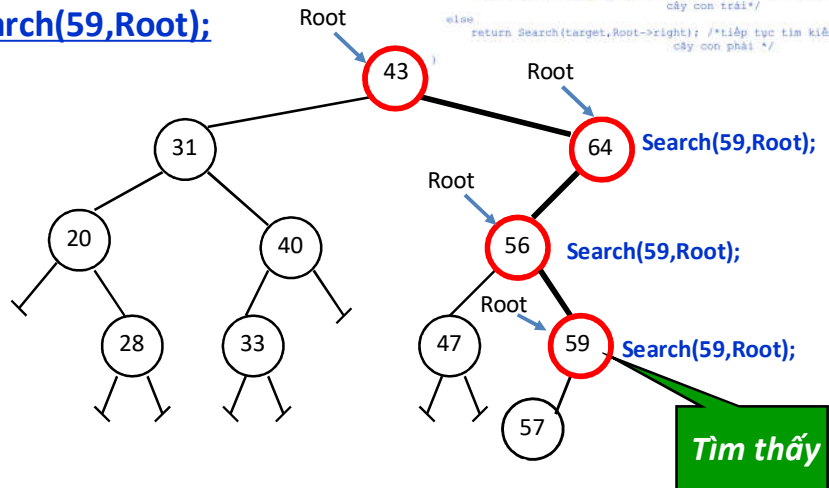 arch(59,Root);
cây con trái*/
else
return Search(target,Root->right); /*tiếp tục tìm kiế
cây con phải */
}
Root
43
Root
31
64
Search(59,Root);
Root
20
40
56
Search(59,Root);
Root
28
33
47
59
Search(59,Root);
57
Tìm thấy